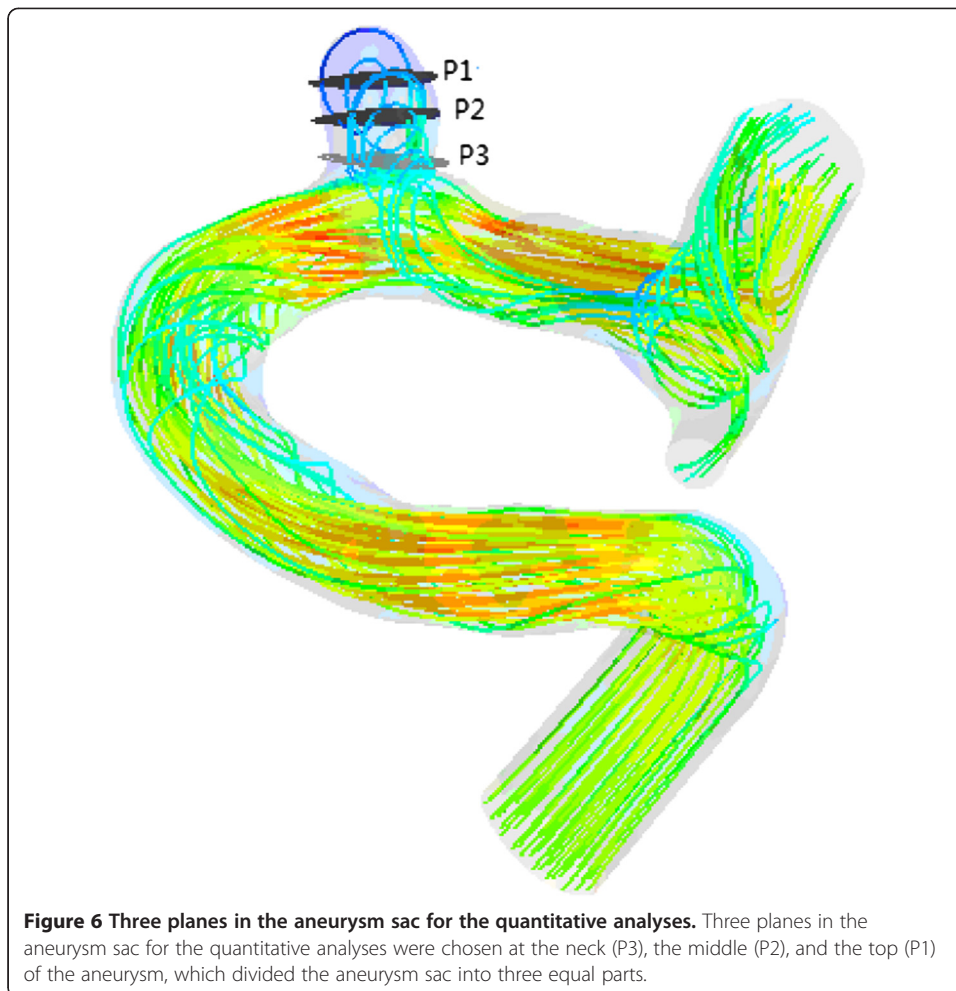 P1
P2
P3
Figure 6 Three planes in the aneurysm sac for the quantitative analyses. Three planes in the
aneurysm sac for the quantitative analyses were chosen at the neck (P3), the middle (P2), and the top (P1)
of the aneurysm, which divided the aneurysm sac into three equal parts.